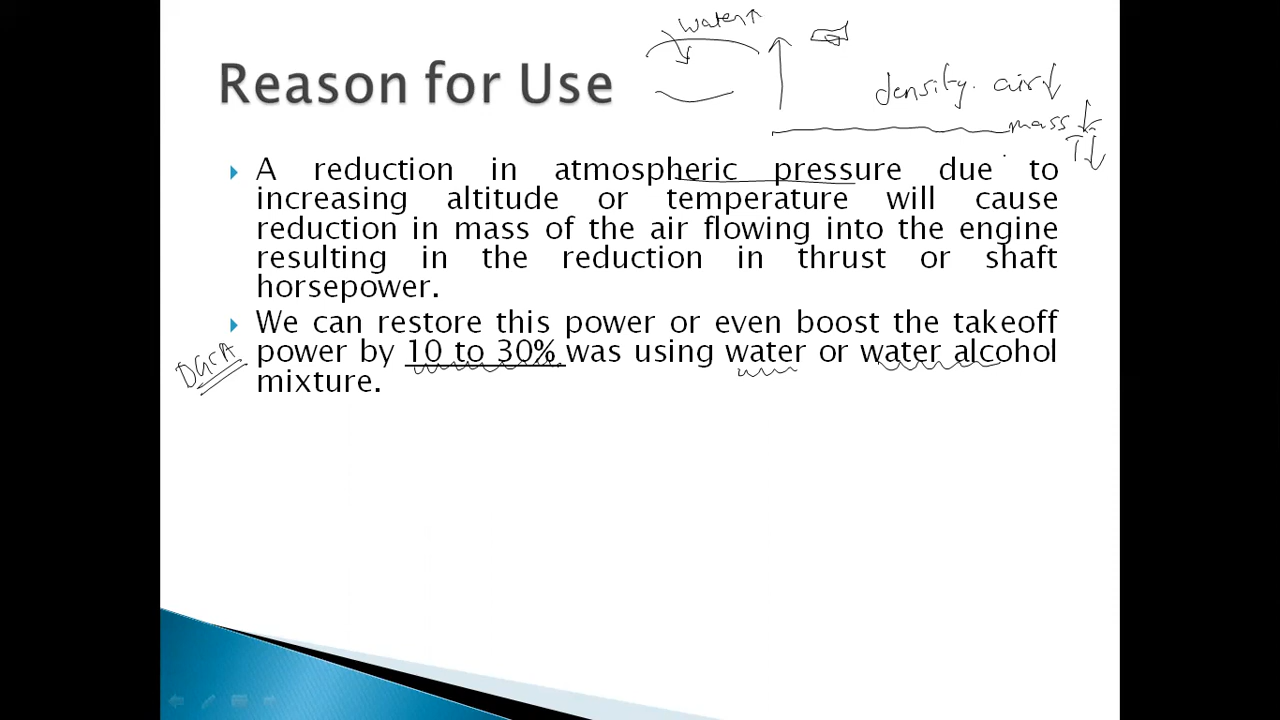 water↑
Reason for Use
density. air↓
mass ↓
T↓
A reduction in atmospheric pressure due to
increasing altitude or temperature will cause
reduction in mass of the air flowing into the engine
resulting in the reduction in thrust or shaft
horsepower.
We can restore this power or even boost the takeoff
DGCA
power by 10 to 30% was using water or water alcohol
mixture.